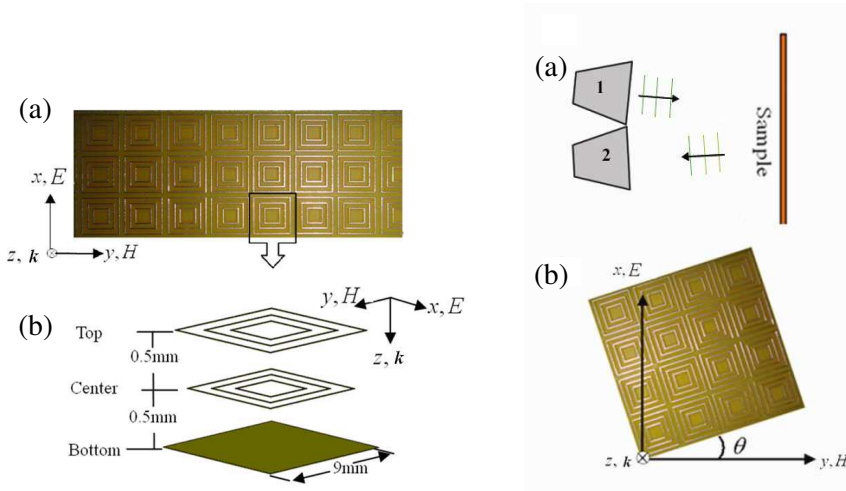 (a)
x, E
z, k
y, H
(b)
y, H
x, E
z, k
Top
0.5mm
Center
0.5mm
Bottom
9mm
(a)
1
2
Sample
(b)
x, E
z, k
θ
y, H